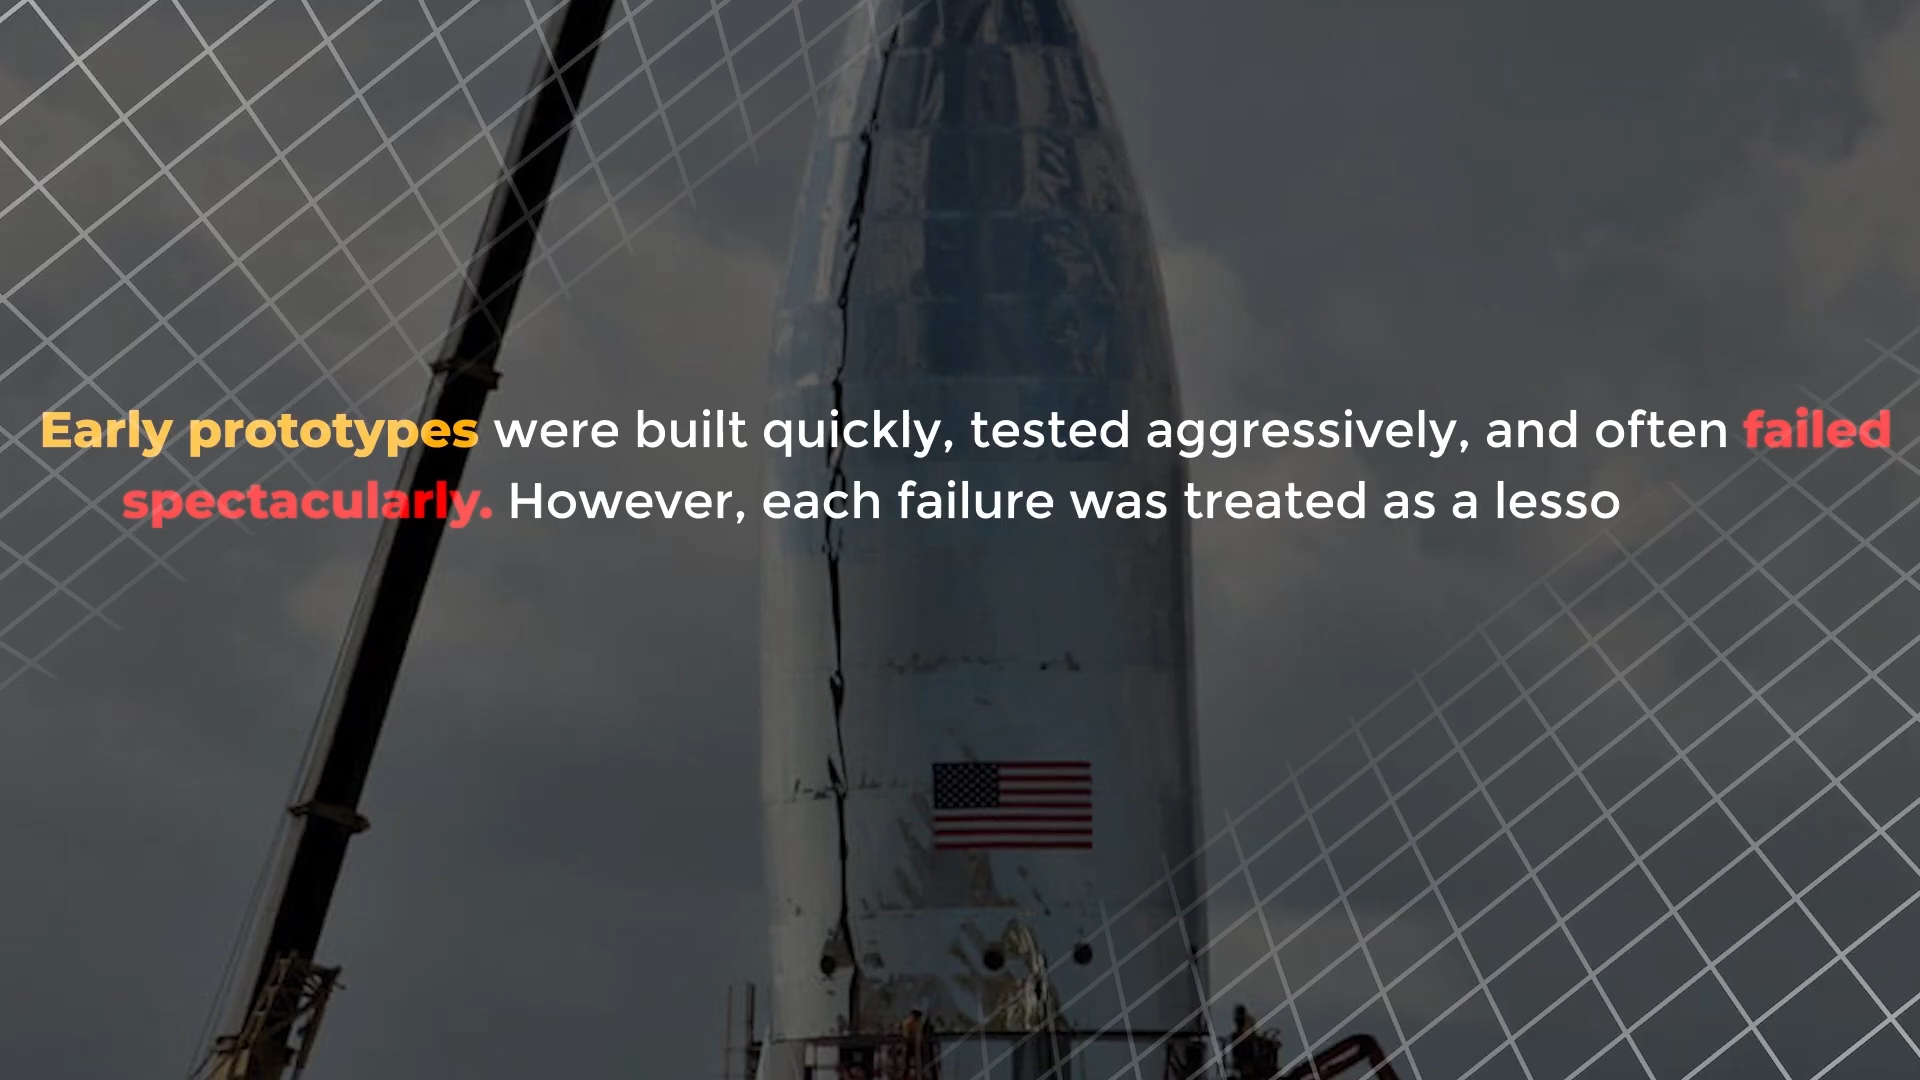 Early prototypes were built quickly, tested aggressively, and often failed
spectacularly. However, each failure was treated as a lesso